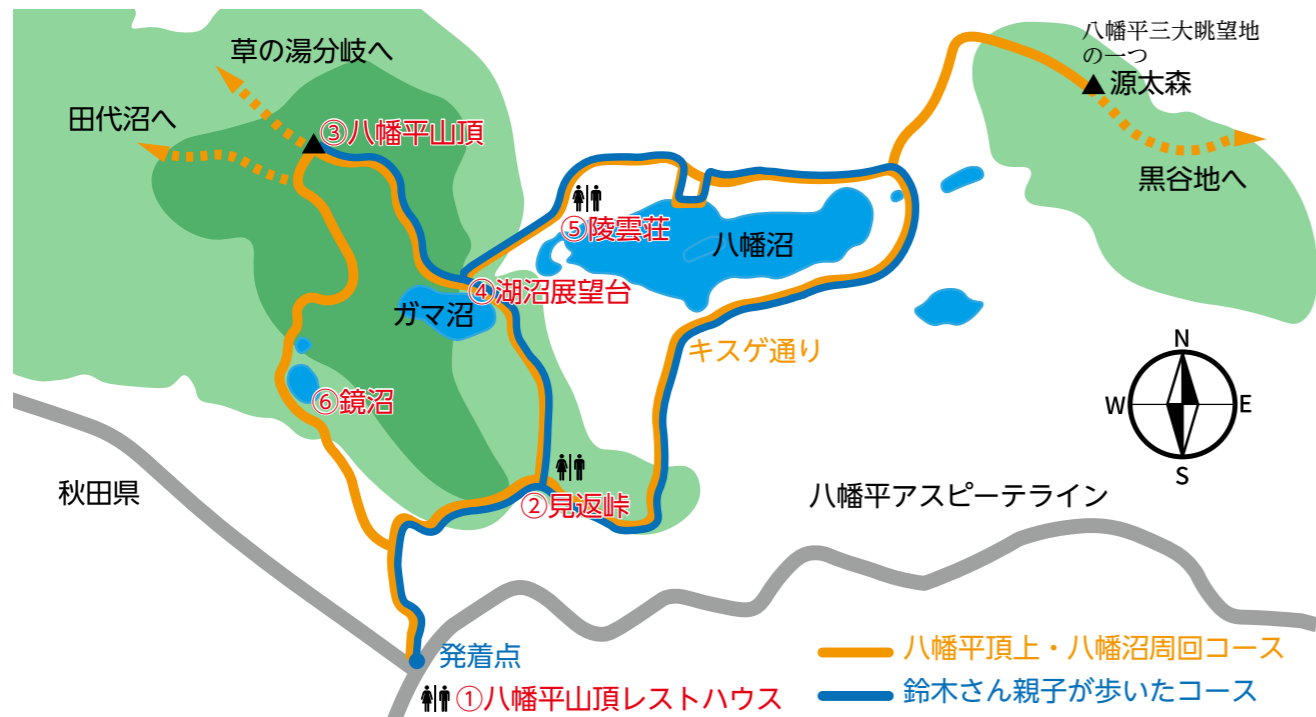 八幡平三大眺望地
の一つ
草の湯分岐へ
源太森
田代沼へ
③八幡平山頂
黒谷地へ
⑤陵雲荘
八幡沼
④湖沼展望台
ガマ沼
キスゲ通り
N
W
E
S
⑥鏡沼
秋田県
②見返峠
八幡平アスピーテライン
発着点
①八幡平山頂レストハウス
八幡平頂上・八幡沼周回コース
鈴木さん親子が歩いたコース